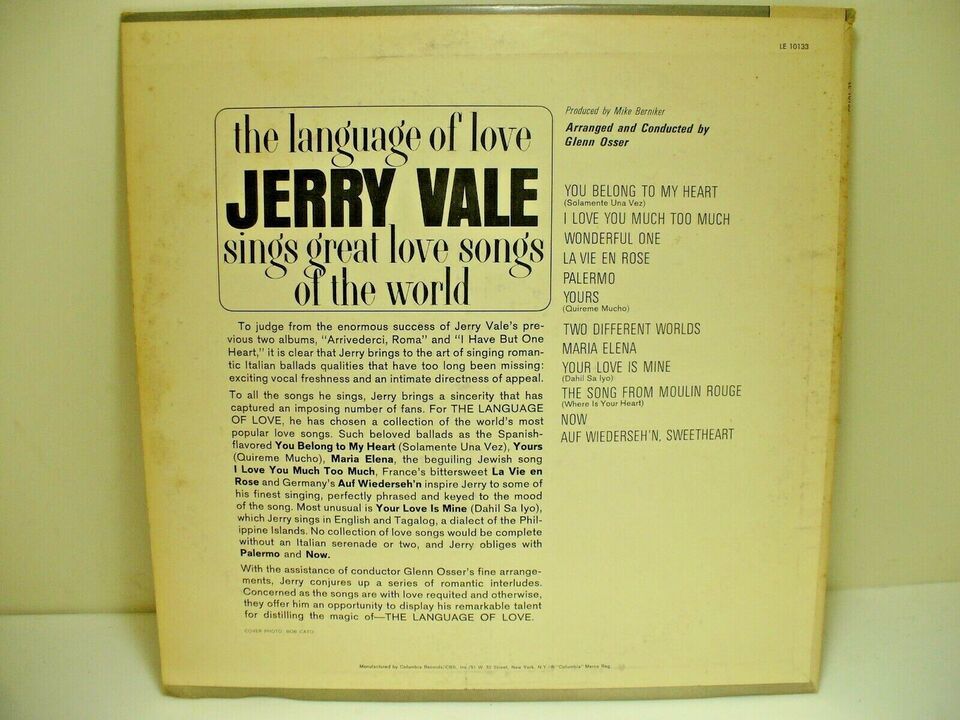 LE 10133
the language of love
JERRY VALE
sings great love songs
of the world
To judge from the enormous success of Jerry Vale's pre-
vious two albums, "Arrivederci, Roma" and "I Have But One
Heart," it is clear that Jerry brings to the art of singing roman-
tic Italian ballads qualities that have too long been missing:
exciting vocal freshness and an intimate directness of appeal.
To all the songs he sings, Jerry brings a sincerity that has
captured an imposing number of fans. For THE LANGUAGE
OF LOVE, he has chosen a collection of the world's most
popular love songs. Such beloved ballads as the Spanish-
flavored You Belong to My Heart (Solamente Una Vez), Yours
(Quireme Mucho), Maria Elena, the beguiling Jewish song
I Love You Much Too Much, France's bittersweet La Vie en
Rose and Germany's Auf Wiederseh'n inspire Jerry to some of
his finest singing, perfectly phrased and keyed to the mood
of the song. Most unusual is Your Love Is Mine (Dahil Sa Iyo),
which Jerry sings in English and Tagalog, a dialect of the Phil-
ippine Islands. No collection of love songs would be complete
without an Italian serenade or two, and Jerry obliges with
Palermo and Now.
With the assistance of conductor Glenn Osser's fine arrange-
ments, Jerry conjures up a series of romantic interludes.
Concerned as the songs are with love requited and otherwise,
they offer him an opportunity to display his remarkable talent
for distilling the magic of—THE LANGUAGE OF LOVE.
COVER PHOTO: BOB CATO
Produced by Mike Berniker
Arranged and Conducted by
Glenn Osser
YOU BELONG TO MY HEART
(Solamente Una Vez)
I LOVE YOU MUCH TOO MUCH
WONDERFUL ONE
LA VIE EN ROSE
PALERMO
YOURS
(Quireme Mucho)
TWO DIFFERENT WORLDS
MARIA ELENA
YOUR LOVE IS MINE
(Dahil Sa Iyo)
THE SONG FROM MOULIN ROUGE
(Where Is Your Heart)
NOW
AUF WIEDERSEH'N, SWEETHEART
Manufactured by Columbia Records/CBS, Inc./51 W. 52 Street, New York, N.Y. ® "Columbia" Marca Reg.